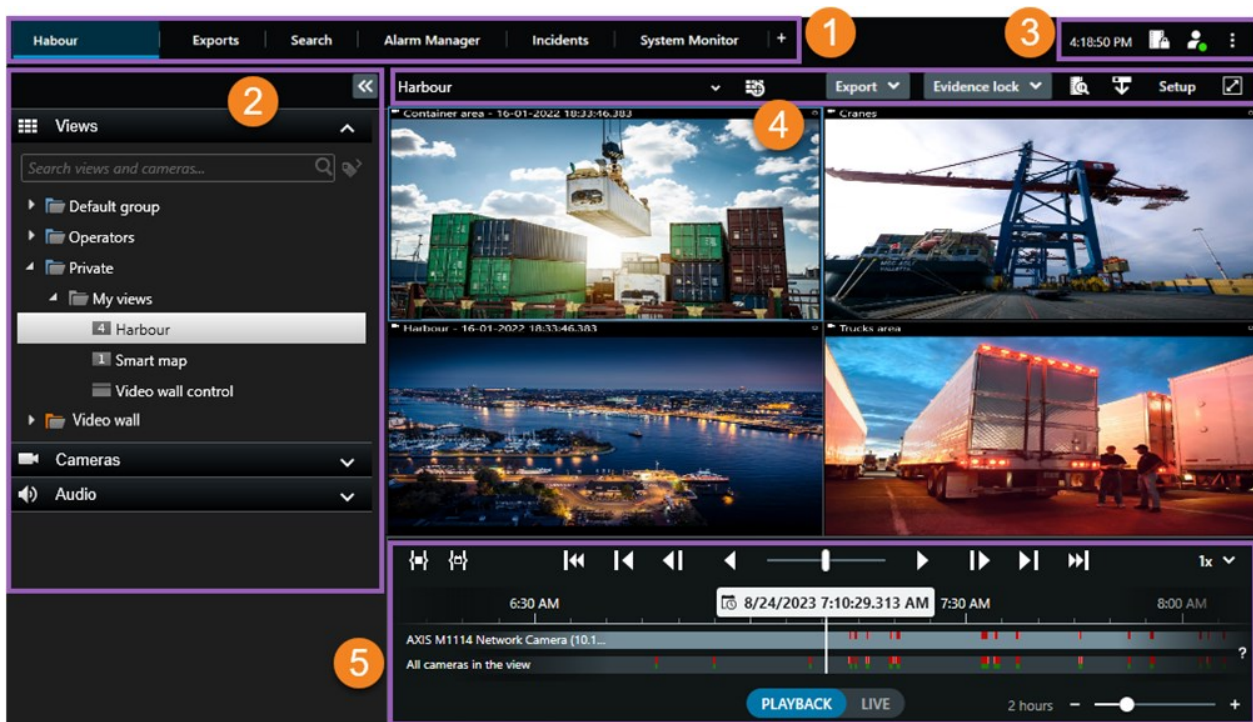 Habour Exports Search Alarm Manager Incidents System Monitor + 1 3 4:18:50 PM
2 Harbour Export Evidence lock Setup
Views
Container area - 16-01-2022 18:33:46.383 4 Cranes
Search views and cameras...
Default group
Operators
Private
My views
4 Harbour
1 Smart map
Video wall control
Video wall
Cameras
Audio
Harbour - 16-01-2022 18:33:46.383 Trucks area
1x
6:30 AM 8/24/2023 7:10:29.313 AM 7:30 AM 8:00 AM
AXIS M1114 Network Camera (10.1...
5 All cameras in the view ?
PLAYBACK LIVE 2 hours - +